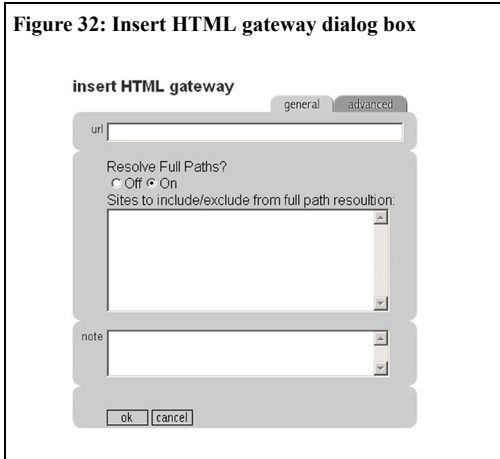 Figure 32: Insert HTML gateway dialog box
insert HTML gateway
general advanced
url
Resolve Full Paths?
Off On
Sites to include/exclude from full path resoultion:
note
ok cancel